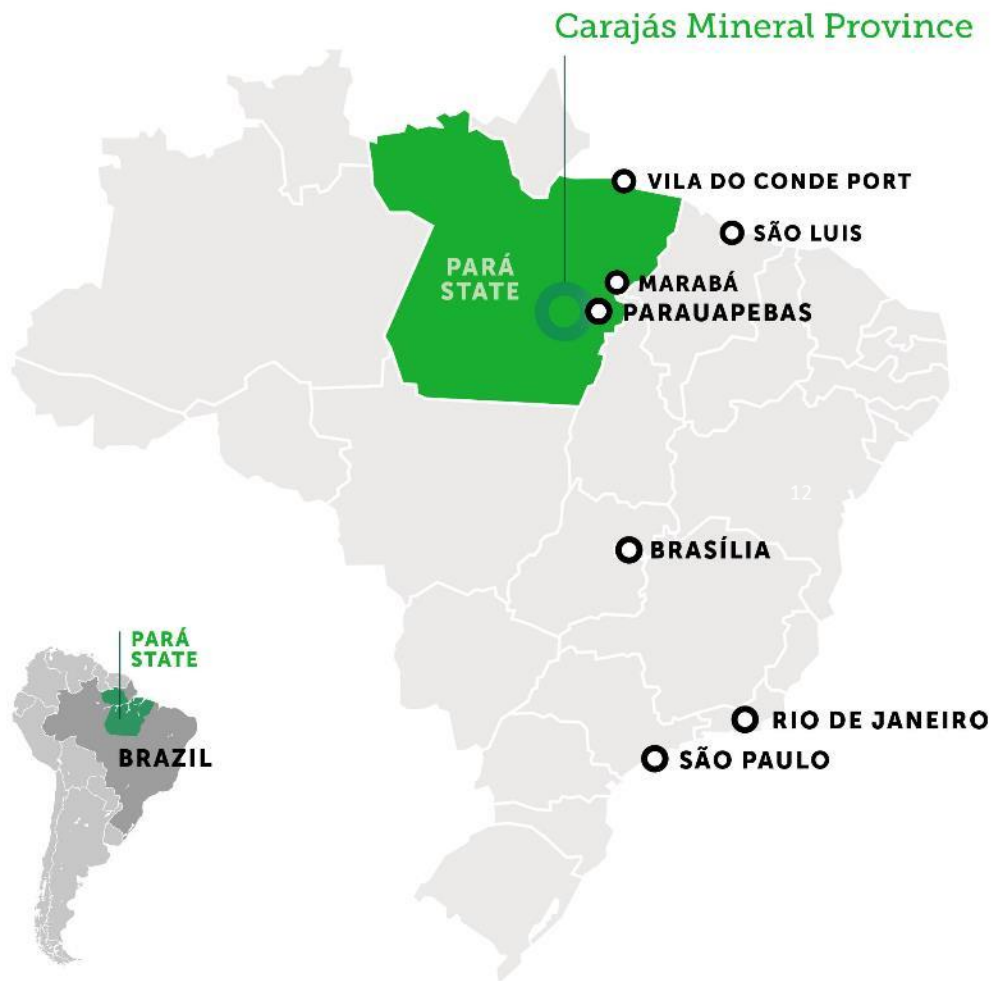 Carajás Mineral Province
VILA DO CONDE PORT
SÃO LUIS
PARÁ
STATE
MARABÁ
PARAUAPEBAS
12
BRASÍLIA
PARÁ
STATE
BRAZIL
RIO DE JANEIRO
SÃO PAULO